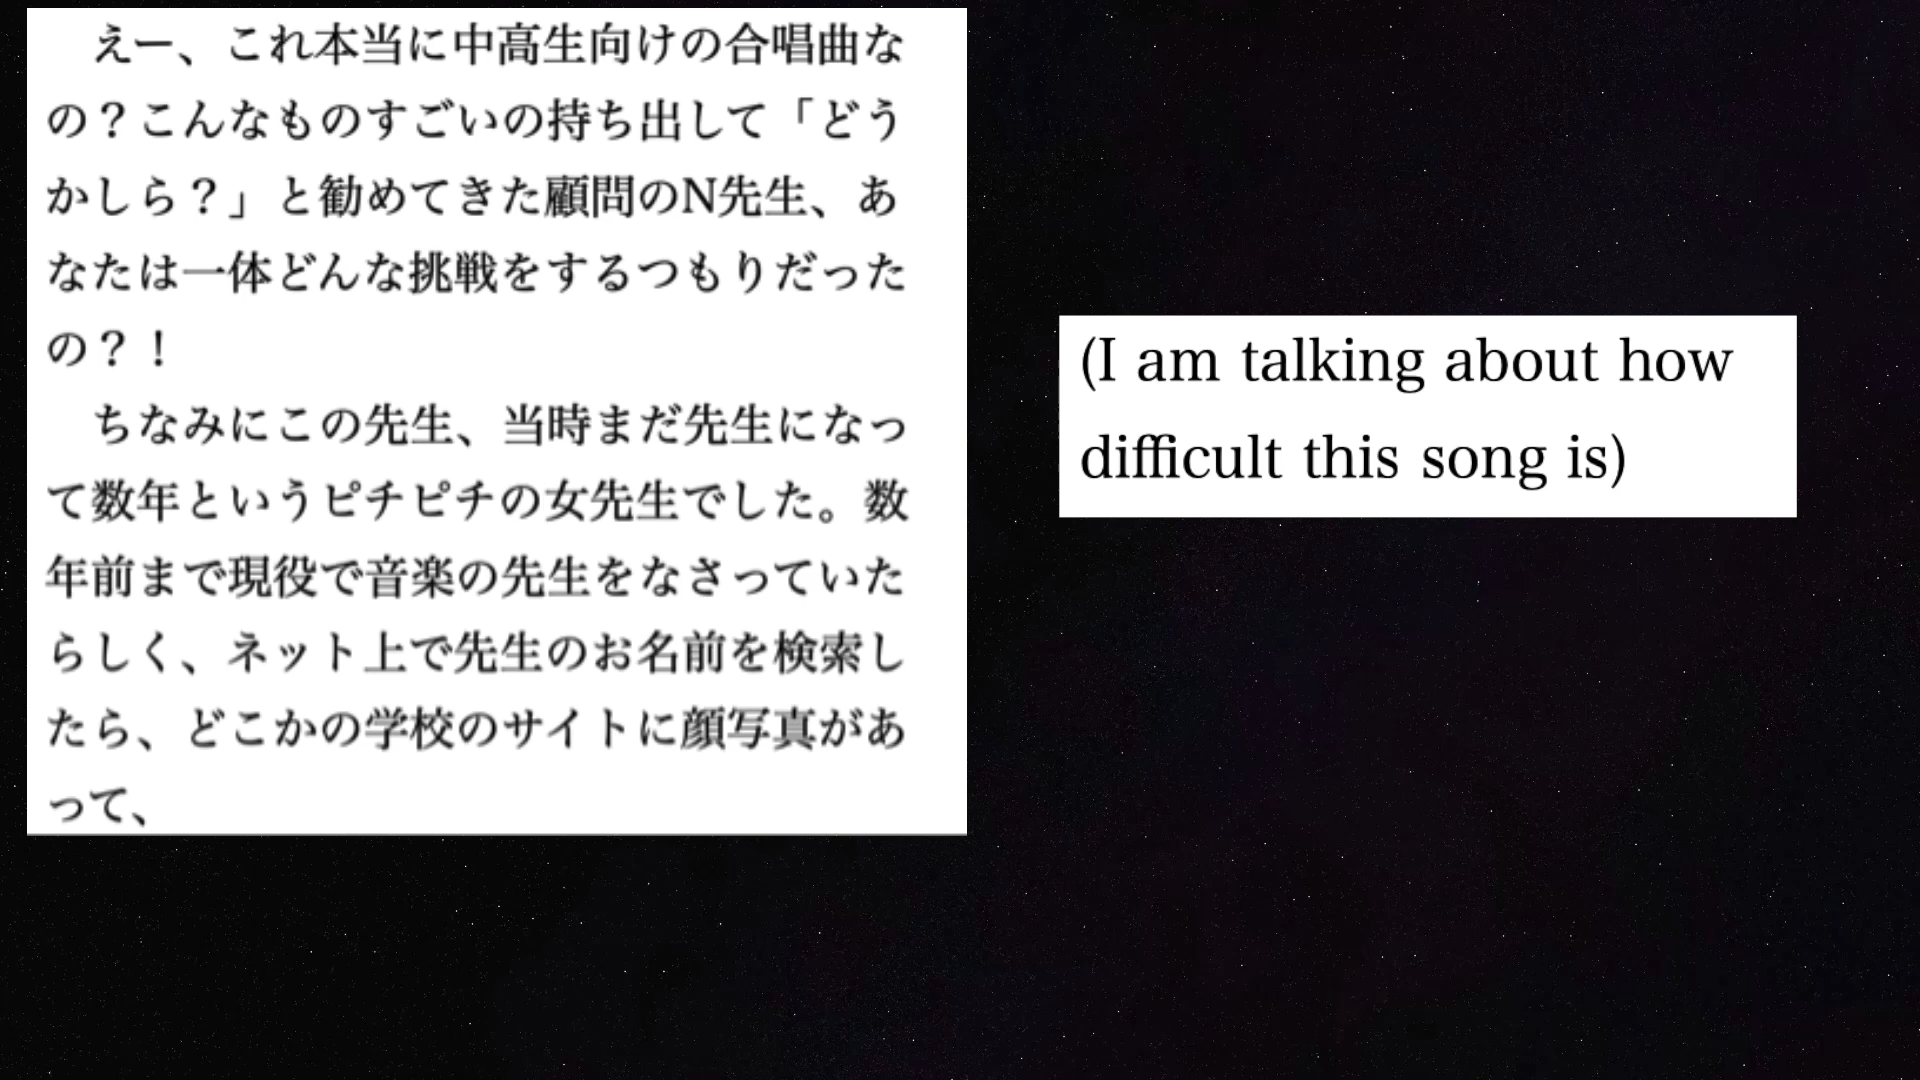 えー、これ本当に中高生向けの合唱曲な
の？こんなものすごいの持ち出して「どう
かしら？」と勧めてきた顧問のN先生、あ
なたは一体どんな挑戦をするつもりだった
の？！
ちなみにこの先生、当時まだ先生になっ
て数年というピチピチの女先生でした。数
年前まで現役で音楽の先生をなさっていた
らしく、ネット上で先生のお名前を検索し
たら、どこかの学校のサイトに顔写真があ
って、
(I am talking about how
difficult this song is)